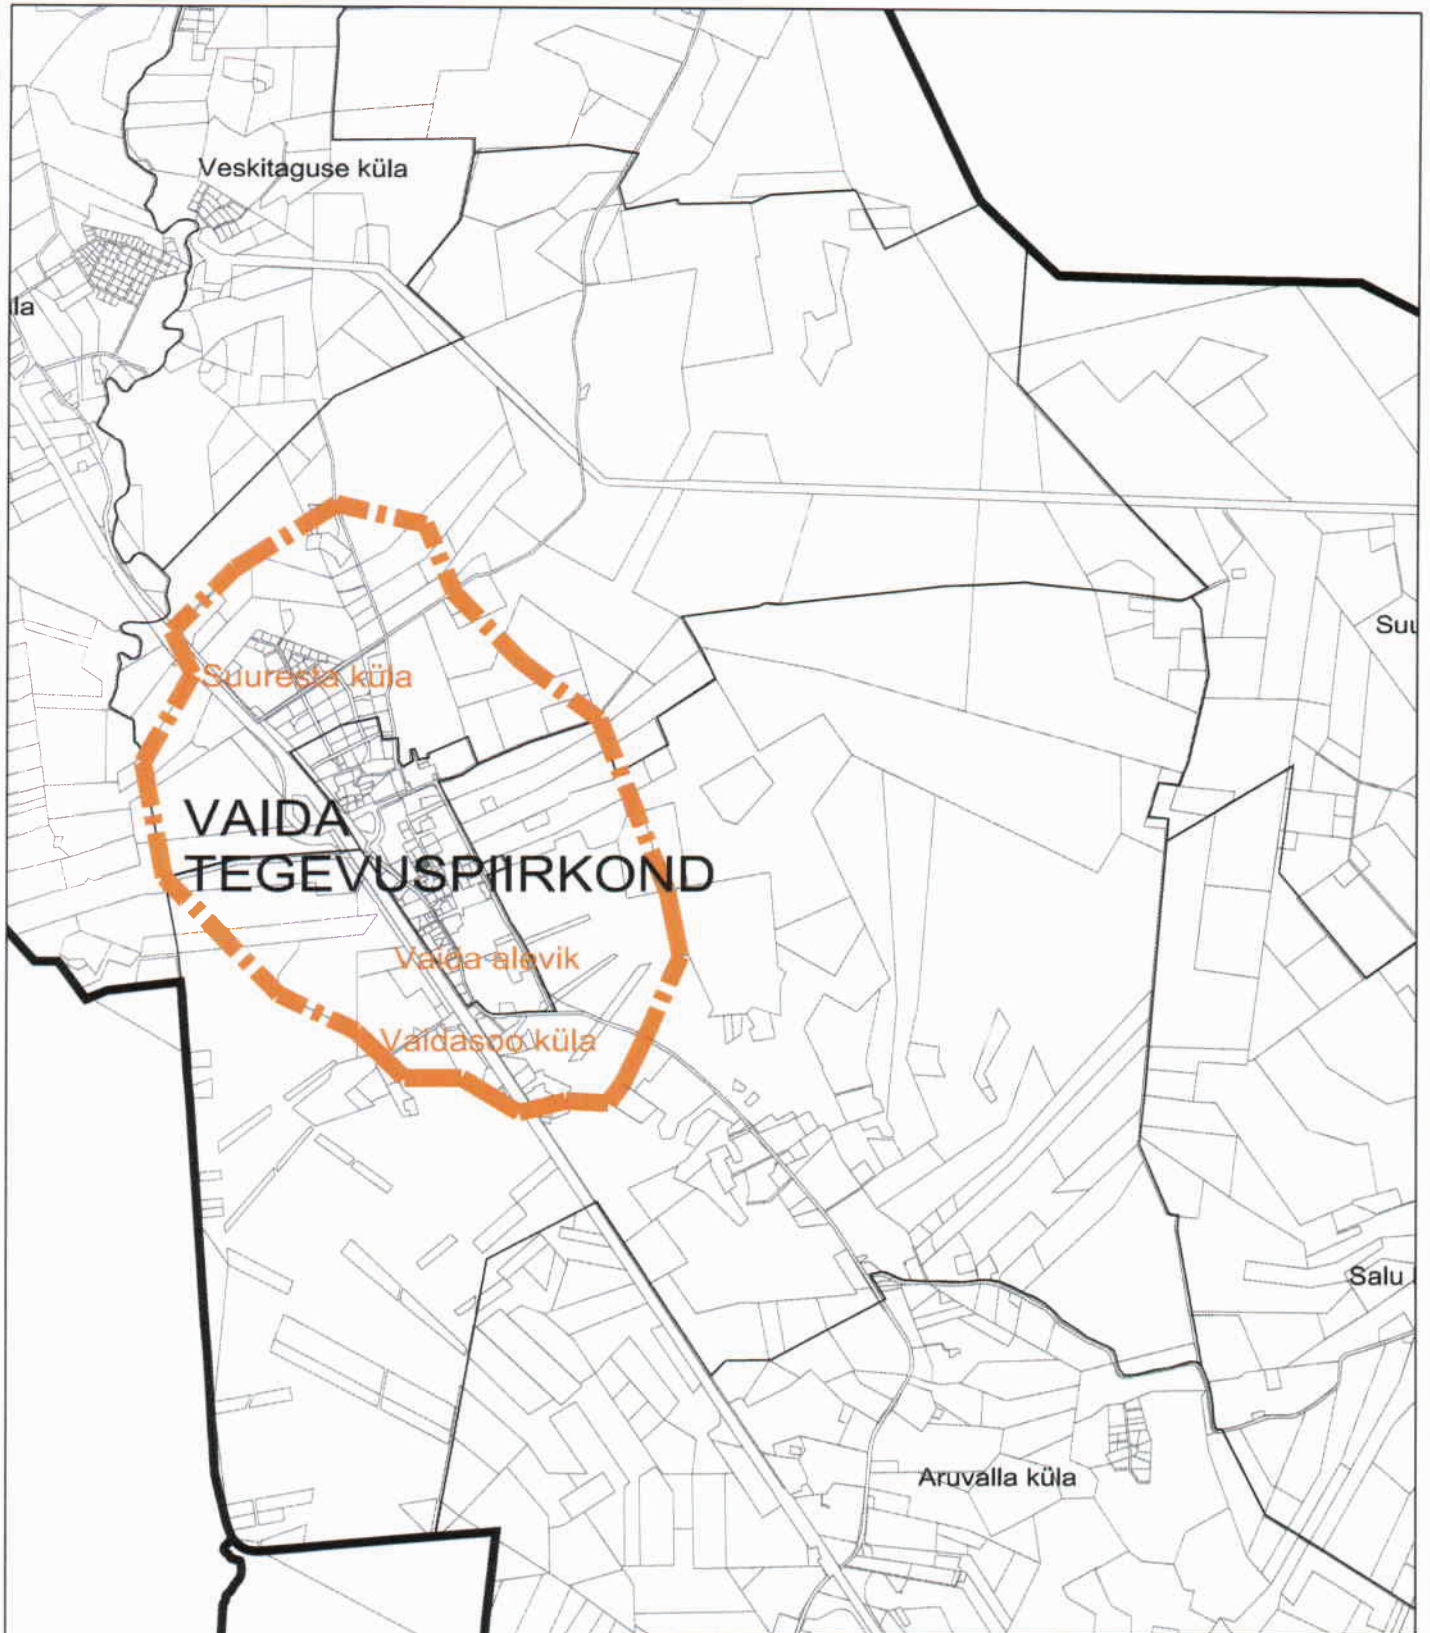 Veskitaguse küla
la
Suu
Suuresta küla
VAIDA
TEGEVUSPIIRKOND
Vaida alevik
Vaidasoo küla
Salu
Aruvalla küla